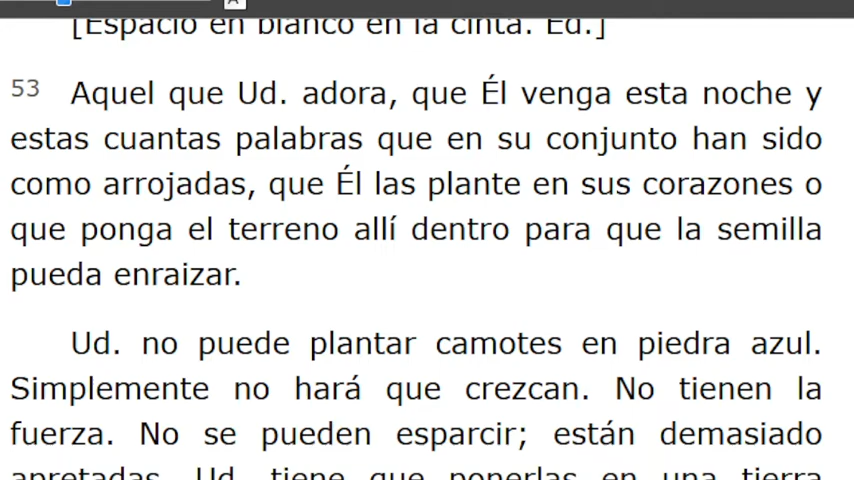 [Espacio en blanco en la cinta. Ed.]
53 Aquel que Ud. adora, que Él venga esta noche y
estas cuantas palabras que en su conjunto han sido
como arrojadas, que Él las plante en sus corazones o
que ponga el terreno allí dentro para que la semilla
pueda enraizar.
Ud. no puede plantar camotes en piedra azul.
Simplemente no hará que crezcan. No tienen la
fuerza. No se pueden esparcir; están demasiado
apretadas. Ud. tiene que ponerlas en una tierra